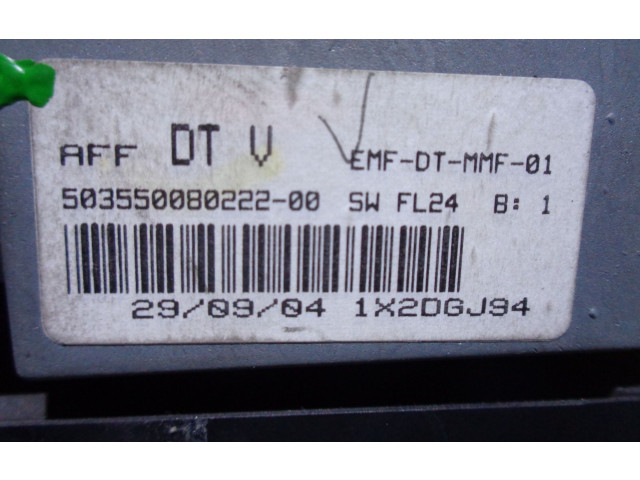 AFF DT V EMF-DT-MMF-01
503550080222-00 SW FL24 B: 1
29/09/04 1X2DGJ94